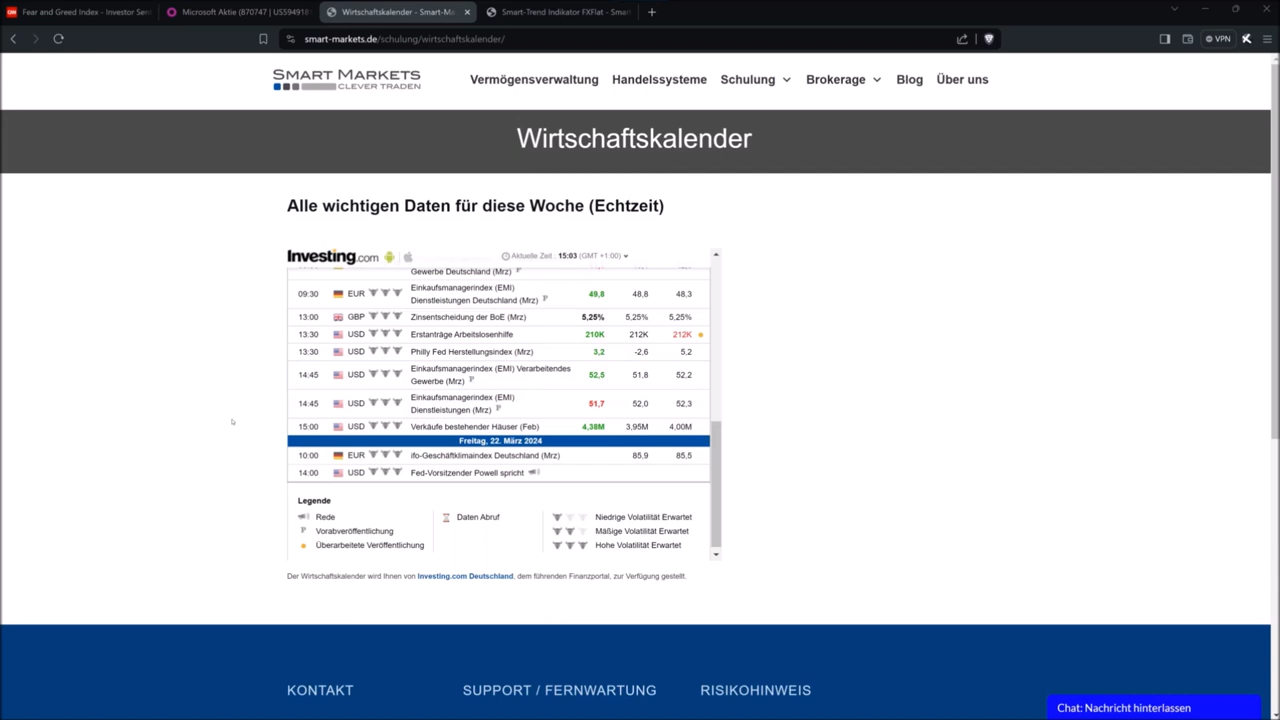 Fear and Greed Index - Investor Sen
Microsoft Aktie (870747) | US59491
Wirtschaftskalender - Smart-Ma
Smart-Trend Indikator FXFlat - Smart
smart-markets.de/schulung/wirtschaftskalender/
VPN
SMART MARKETS
CLEVER TRADEN
Vermögensverwaltung Handelssysteme Schulung Brokerage Blog Über uns
Wirtschaftskalender
Alle wichtigen Daten für diese Woche (Echtzeit)
Investing.com
Aktuelle Zeit : 15:03 (GMT +1:00)
Gewerbe Deutschland (Mrz) P
09:30 EUR Einkaufsmanagerindex (EMI)
Dienstleistungen Deutschland (Mrz) P 49,8 48,8 48,3
13:00 GBP Zinsentscheidung der BoE (Mrz) 5,25% 5,25% 5,25%
13:30 USD Erstanträge Arbeitslosenhilfe 210K 212K 212K
13:30 USD Philly Fed Herstellungsindex (Mrz) 3,2 -2,6 5,2
14:45 USD Einkaufsmanagerindex (EMI) Verarbeitendes
Gewerbe (Mrz) P 52,5 51,8 52,2
14:45 USD Einkaufsmanagerindex (EMI)
Dienstleistungen (Mrz) P 51,7 52,0 52,3
15:00 USD Verkäufe bestehender Häuser (Feb) 4,38M 3,95M 4,00M
Freitag, 22. März 2024
10:00 EUR ifo-Geschäftklimaindex Deutschland (Mrz) 85,9 85,5
14:00 USD Fed-Vorsitzender Powell spricht
Legende
Rede
P Vorabveröffentlichung
Überarbeitete Veröffentlichung
Daten Abruf
Niedrige Volatilität Erwartet
Mäßige Volatilität Erwartet
Hohe Volatilität Erwartet
Der Wirtschaftskalender wird Ihnen von Investing.com Deutschland, dem führenden Finanzportal, zur Verfügung gestellt.
KONTAKT
SUPPORT / FERNWARTUNG
RISIKOHINWEIS
Chat: Nachricht hinterlassen